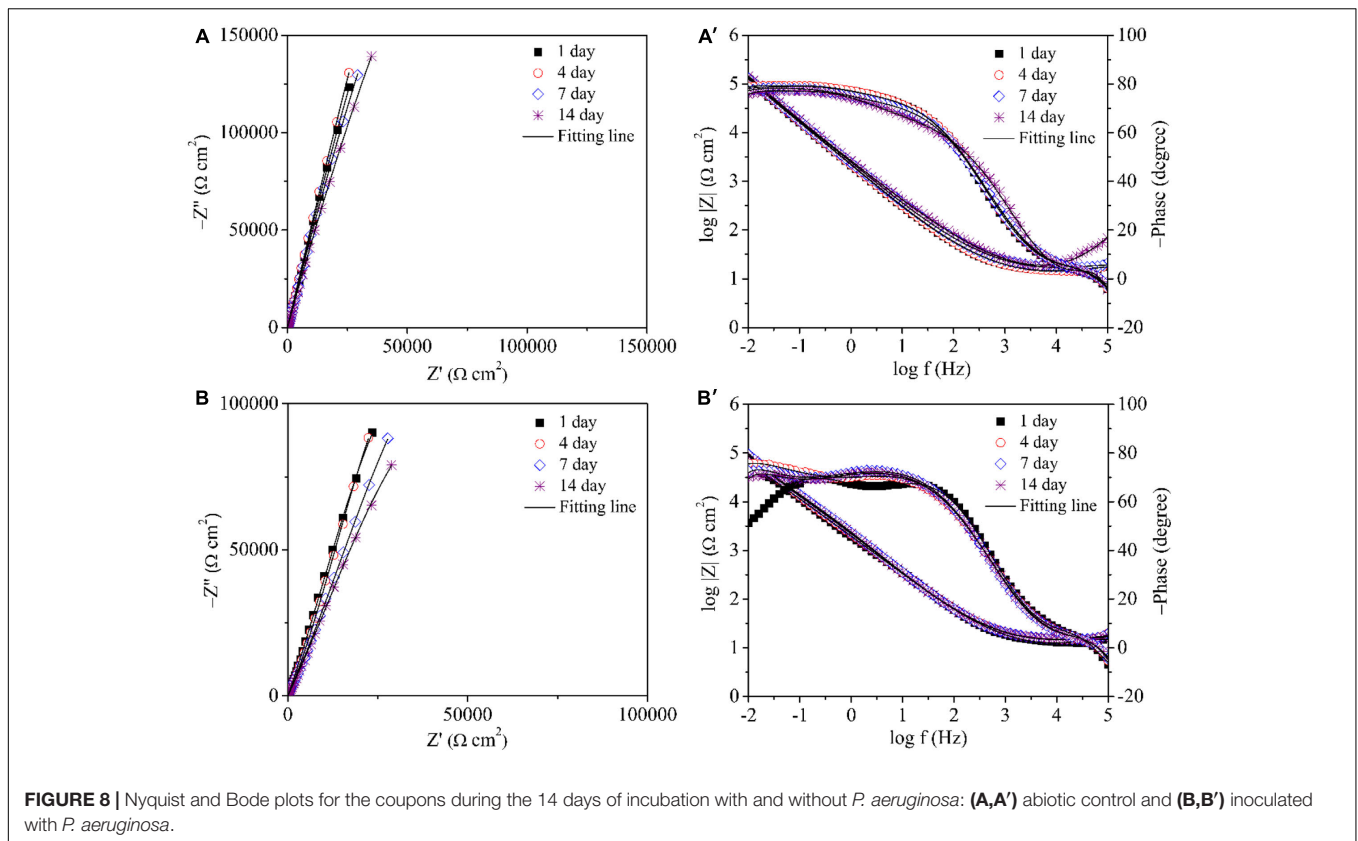 A
150000
100000
50000
0
−Z'' (Ω cm²)
0 50000 100000 150000
Z' (Ω cm²)
1 day
4 day
7 day
14 day
Fitting line
A′
6
5
4
3
2
1
0
log |Z| (Ω cm²)
100
80
60
40
20
0
-20
−Phase (degree)
-2 -1 0 1 2 3 4 5
log f (Hz)
1 day
4 day
7 day
14 day
Fitting line
B
100000
50000
0
−Z'' (Ω cm²)
0 50000 100000
Z' (Ω cm²)
1 day
4 day
7 day
14 day
Fitting line
B′
6
5
4
3
2
1
0
log |Z| (Ω cm²)
100
80
60
40
20
0
-20
−Phase (degree)
-2 -1 0 1 2 3 4 5
log f (Hz)
1 day
4 day
7 day
14 day
Fitting line
FIGURE 8 | Nyquist and Bode plots for the coupons during the 14 days of incubation with and without P. aeruginosa: (A,A′) abiotic control and (B,B′) inoculated
with P. aeruginosa.